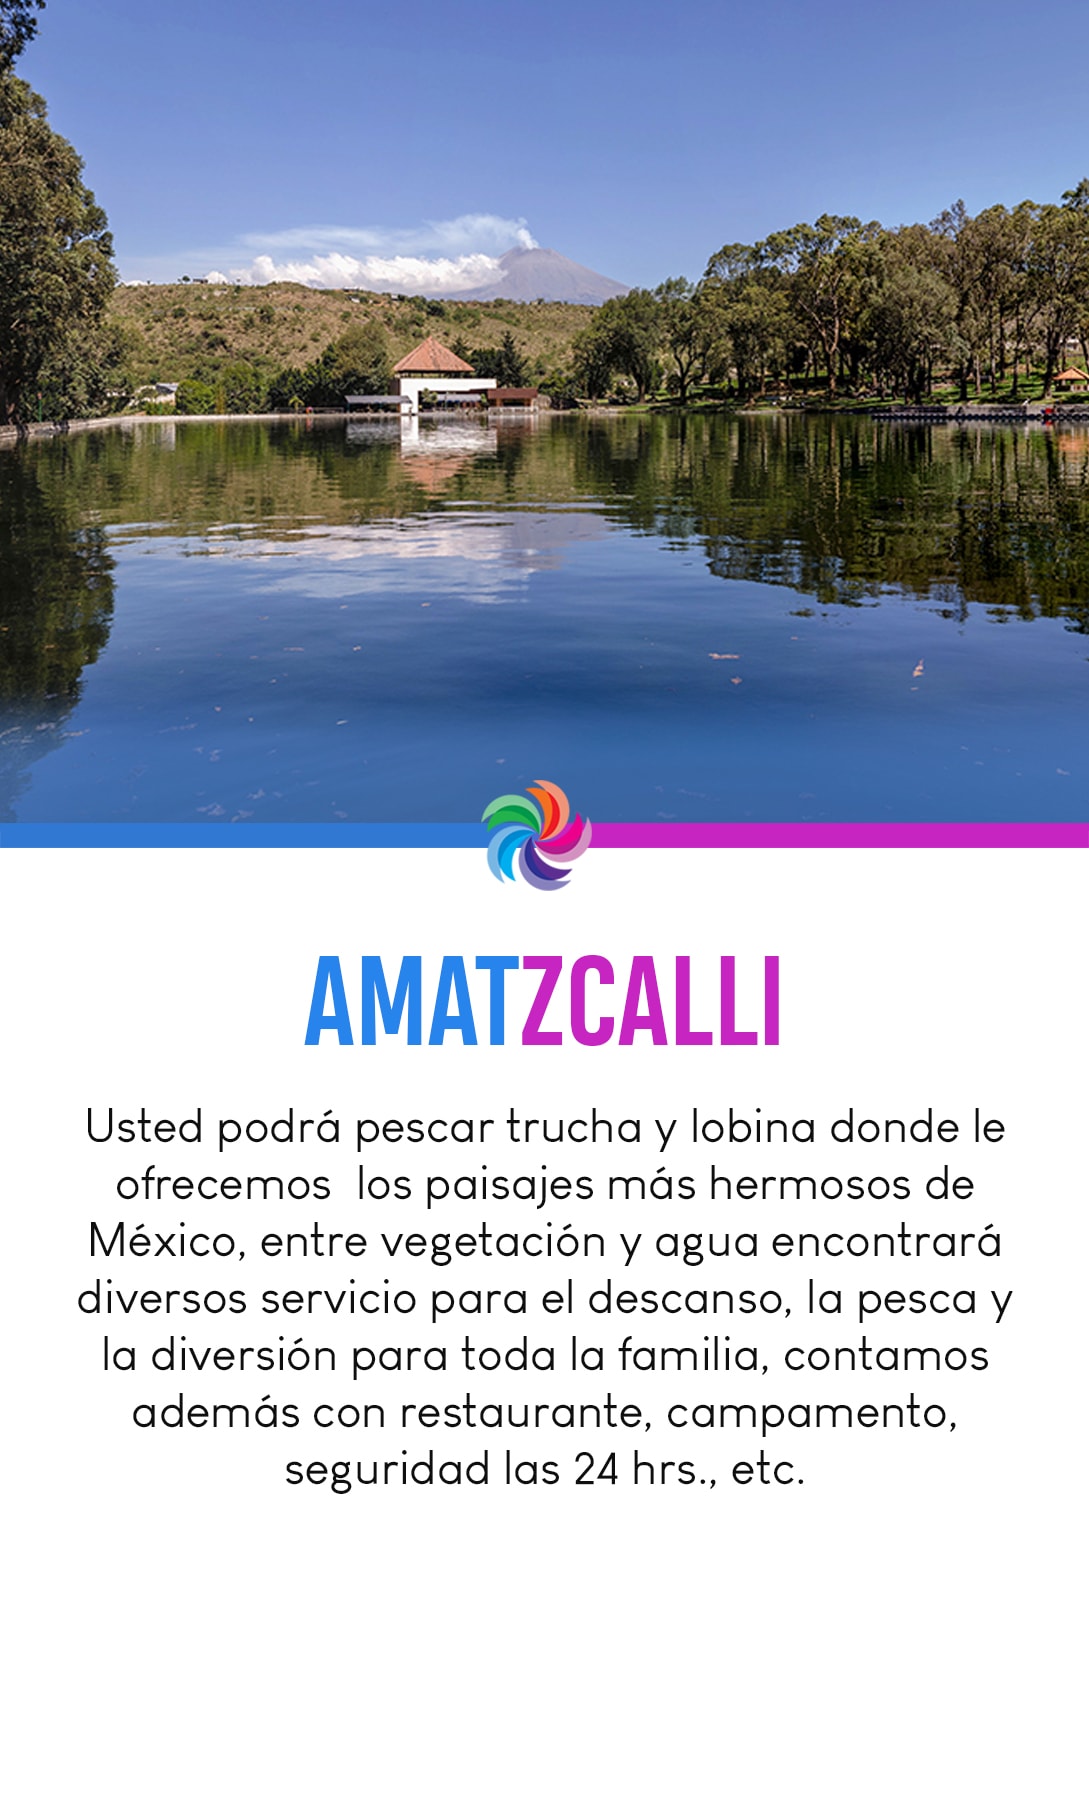 AMATZCALLI
Usted podrá pescar trucha y lobina donde le
ofrecemos  los paisajes más hermosos de
México, entre vegetación y agua encontrará
diversos servicio para el descanso, la pesca y
la diversión para toda la familia, contamos
además con restaurante, campamento,
seguridad las 24 hrs., etc.